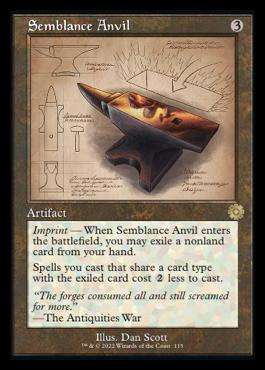 Semblance Anvil 3
Artifact
Imprint — When Semblance Anvil enters
the battlefield, you may exile a nonland
card from your hand.
Spells you cast that share a card type
with the exiled card cost 2 less to cast.
“The forges consumed all and still screamed
for more.”
—The Antiquities War
Illus. Dan Scott
™ & © 2022 Wizards of the Coast 115